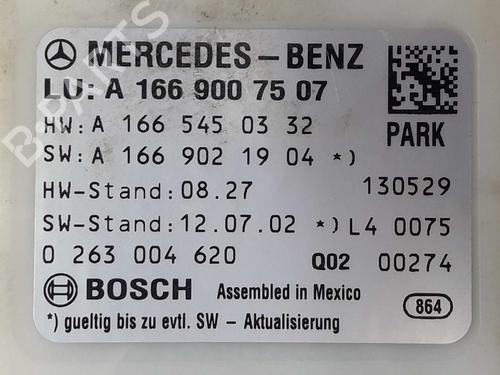 MERCEDES-BENZ
LU: A 166 900 75 07
HW: A 166 545 03 32
SW: A 166 902 19 04 *)
PARK
HW-Stand: 08.27 130529
SW-Stand: 12.07.02 *) L4 0075
0 263 004 620 Q02 00274
BOSCH Assembled in Mexico
864
*) gueltig bis zu evtl. SW - Aktualisierung
B-PARTS